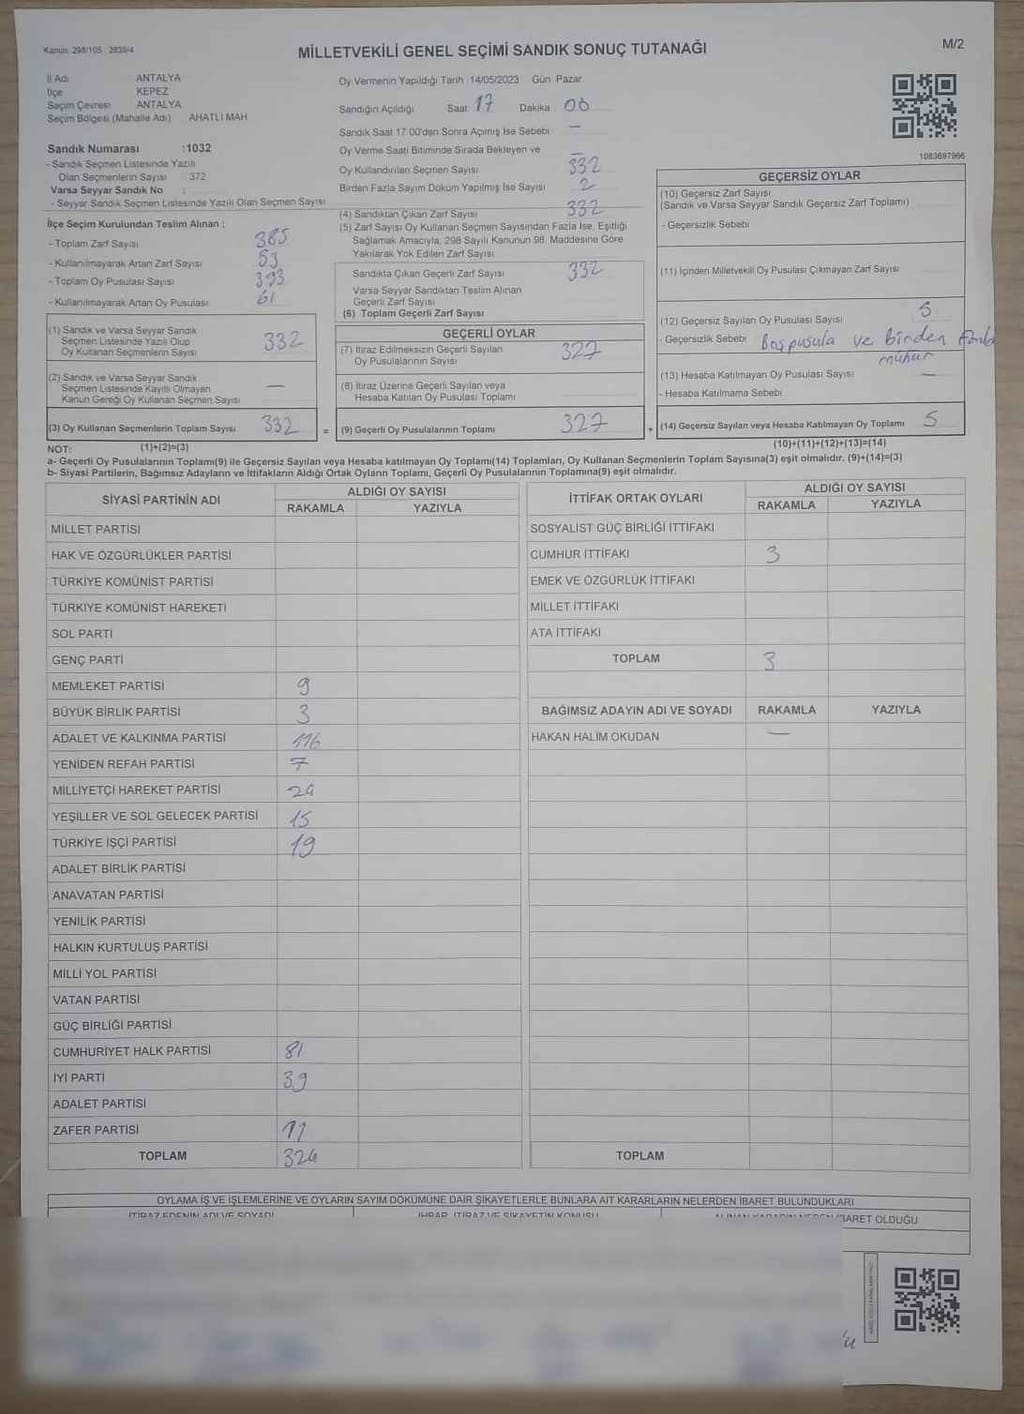 Kanun: 298/105 , 2839/4
MİLLETVEKİLİ GENEL SEÇİMİ SANDIK SONUÇ TUTANAĞI
M/2
İl Adı ANTALYA
İlçe KEPEZ
Seçim Çevresi ANTALYA
Seçim Bölgesi (Mahalle Adı) AHATLI MAH
Sandık Numarası :1032
- Sandık Seçmen Listesinde Yazılı
Olan Seçmenlerin Sayısı 372
Varsa Seyyar Sandık No :
- Seyyar Sandık Seçmen Listesinde Yazılı Olan Seçmen Sayısı
Oy Vermenin Yapıldığı Tarih :14/05/2023 Gün Pazar
Sandığın Açıldığı Saat: 17 Dakika : 00
Sandık Saat 17:00'den Sonra Açımış İse Sebebi —
Oy Verme Saati Bitiminde Sırada Bekleyen ve —
Oy Kullandırılan Seçmen Sayısı 332
Birden Fazla Sayım Döküm Yapılmış İse Sayısı 2
1083697966
İlçe Seçim Kurulundan Teslim Alınan ;
- Toplam Zarf Sayısı 385
- Kullanılmayarak Artan Zarf Sayısı 53
- Toplam Oy Pusulası Sayısı 393
- Kullanılmayarak Artan Oy Pusulası 61
(1) Sandık ve Varsa Seyyar Sandık
Seçmen Listesinde Yazılı Olup
Oy Kullanan Seçmenlerin Sayısı 332
(2) Sandık ve Varsa Seyyar Sandık
Seçmen Listesinde Kayıtlı Olmayan
Kanun Gereği Oy Kullanan Seçmen Sayısı —
(3) Oy Kullanan Seçmenlerin Toplam Sayısı 332
(1)+(2)=(3)
(4) Sandıktan Çıkan Zarf Sayısı 332
(5) Zarf Sayısı Oy Kullanan Seçmen Sayısından Fazla İse, Eşitliği
Sağlamak Amacıyla, 298 Sayılı Kanunun 98. Maddesine Göre
Yakılarak Yok Edilen Zarf Sayısı
Sandıkta Çıkan Geçerli Zarf Sayısı 332
Varsa Seyyar Sandıktan Teslim Alınan
Geçerli Zarf Sayısı
(6) Toplam Geçerli Zarf Sayısı
GEÇERLİ OYLAR
(7) İtiraz Edilmeksizin Geçerli Sayılan
Oy Pusulalarının Sayısı 327
(8) İtiraz Üzerine Geçerli Sayılan veya
Hesaba Katılan Oy Pusulası Toplamı
= (9) Geçerli Oy Pusulalarının Toplamı 327
GEÇERSİZ OYLAR
(10) Geçersiz Zarf Sayısı
(Sandık ve Varsa Seyyar Sandık Geçersiz Zarf Toplamı)
- Geçersizlik Sebebi
(11) İçinden Milletvekili Oy Pusulası Çıkmayan Zarf Sayısı
(12) Geçersiz Sayılan Oy Pusulası Sayısı 5
- Geçersizlik Sebebi Boş pusula ve birden fazla
mühür
(13) Hesaba Katılmayan Oy Pusulası Sayısı —
- Hesaba Katılmama Sebebi
+ (14) Geçersiz Sayılan veya Hesaba Katılmayan Oy Toplamı 5
(10)+(11)+(12)+(13)=(14)
NOT:
a- Geçerli Oy Pusulalarının Toplamı(9) ile Geçersiz Sayılan veya Hesaba katılmayan Oy Toplamı(14) Toplamları, Oy Kullanan Seçmenlerin Toplam Sayısına(3) eşit olmalıdır. (9)+(14)=(3)
b- Siyasi Partilerin, Bağımsız Adayların ve İttifakların Aldığı Ortak Oyların Toplamı, Geçerli Oy Pusulalarının Toplamına(9) eşit olmalıdır.
SİYASİ PARTİNİN ADI ALDIĞI OY SAYISI
RAKAMLA YAZIYLA
MİLLET PARTİSİ
HAK VE ÖZGÜRLÜKLER PARTİSİ
TÜRKİYE KOMÜNİST PARTİSİ
TÜRKİYE KOMÜNİST HAREKETİ
SOL PARTİ
GENÇ PARTİ
MEMLEKET PARTİSİ 9
BÜYÜK BİRLİK PARTİSİ 3
ADALET VE KALKINMA PARTİSİ 116
YENİDEN REFAH PARTİSİ 7
MİLLİYETÇİ HAREKET PARTİSİ 24
YEŞİLLER VE SOL GELECEK PARTİSİ 15
TÜRKİYE İŞÇİ PARTİSİ 19
ADALET BİRLİK PARTİSİ
ANAVATAN PARTİSİ
YENİLİK PARTİSİ
HALKIN KURTULUŞ PARTİSİ
MİLLİ YOL PARTİSİ
VATAN PARTİSİ
GÜÇ BİRLİĞİ PARTİSİ
CUMHURİYET HALK PARTİSİ 81
İYİ PARTİ 39
ADALET PARTİSİ
ZAFER PARTİSİ 11
TOPLAM 324
İTTİFAK ORTAK OYLARI ALDIĞI OY SAYISI
RAKAMLA YAZIYLA
SOSYALİST GÜÇ BİRLİĞİ İTTİFAKI
CUMHUR İTTİFAKI 3
EMEK VE ÖZGÜRLÜK İTTİFAKI
MİLLET İTTİFAKI
ATA İTTİFAKI
TOPLAM 3
BAĞIMSIZ ADAYIN ADI VE SOYADI RAKAMLA YAZIYLA
HAKAN HALİM OKUDAN —
TOPLAM
OYLAMA İŞ VE İŞLEMLERİNE VE OYLARIN SAYIM DÖKÜMÜNE DAİR ŞİKAYETLERLE BUNLARA AİT KARARLARIN NELERDEN İBARET BULUNDUKLARI
İTİRAZ EDENİN ADI VE SOYADI İHBAR, İTİRAZ VE ŞİKAYETİN KONUSU ALINAN KARARIN NEDEN İBARET OLDUĞU